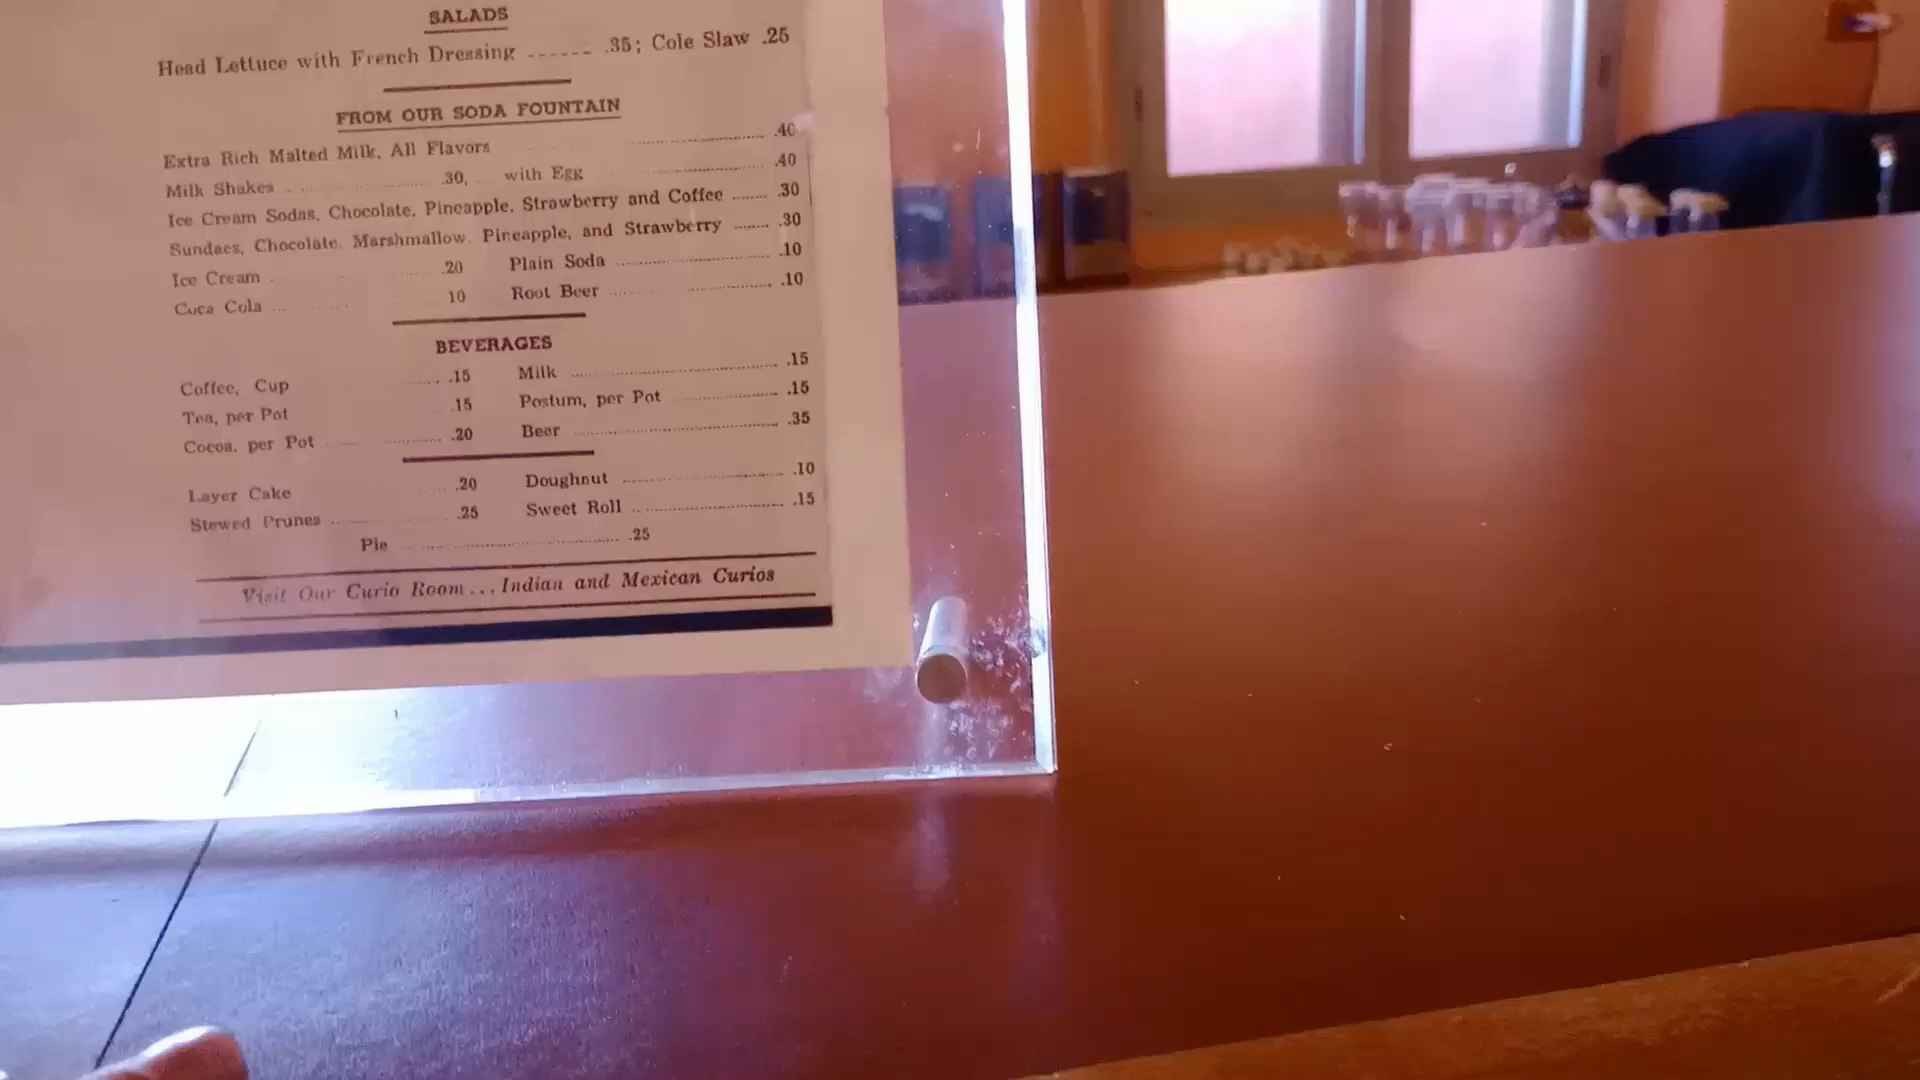 SALADS
Head Lettuce with French Dressing ------ .35; Cole Slaw .25
FROM OUR SODA FOUNTAIN
Extra Rich Malted Milk, All Flavors .40
Milk Shakes .30, with Egg .40
Ice Cream Sodas, Chocolate, Pineapple, Strawberry and Coffee .30
Sundaes, Chocolate, Marshmallow, Pineapple, and Strawberry .30
Ice Cream .20 Plain Soda .10
Coca Cola 10 Root Beer .10
BEVERAGES
Coffee, Cup .15 Milk .15
Tea, per Pot .15 Postum, per Pot .15
Cocoa, per Pot .20 Beer .35
Layer Cake .20 Doughnut .10
Stewed Prunes .25 Sweet Roll .15
Pie .25
Visit Our Curio Room... Indian and Mexican Curios